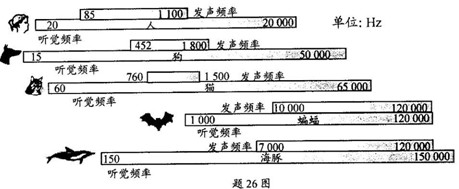 85 1 100 发声频率
单位: Hz
20 人 20 000
听觉频率
452 1 800 发声频率
15 狗 50 000
听觉频率
760 1 500 发声频率
60 猫 65 000
听觉频率
发声频率 10 000 120 000
1 000 蝙蝠 120 000
听觉频率
发声频率 7 000 120 000
150 海豚 150 000
听觉频率
题 26 图